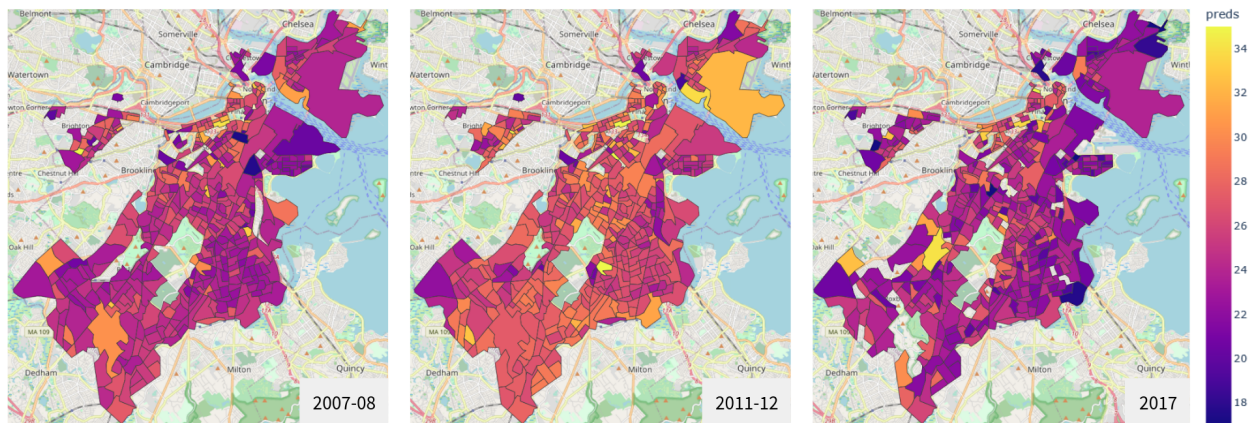 Belmont
Somerville
Chelsea
Cambridge
Watertown
Cambridgeport
Brighton
Chestnut Hill
Brookline
Oak Hill
MA 109
Dedham
Milton
Quincy
2007-08
Belmont
Somerville
Chelsea
Cambridge
Watertown
Cambridgeport
Brighton
Chestnut Hill
Brookline
Oak Hill
MA 109
Dedham
Milton
Quincy
2011-12
Belmont
Somerville
Chelsea
Cambridge
Watertown
Cambridgeport
Chestnut Hill
Brookline
Oak Hill
MA 109
Dedham
Milton
Quincy
2017
preds
34
32
30
28
26
24
22
20
18